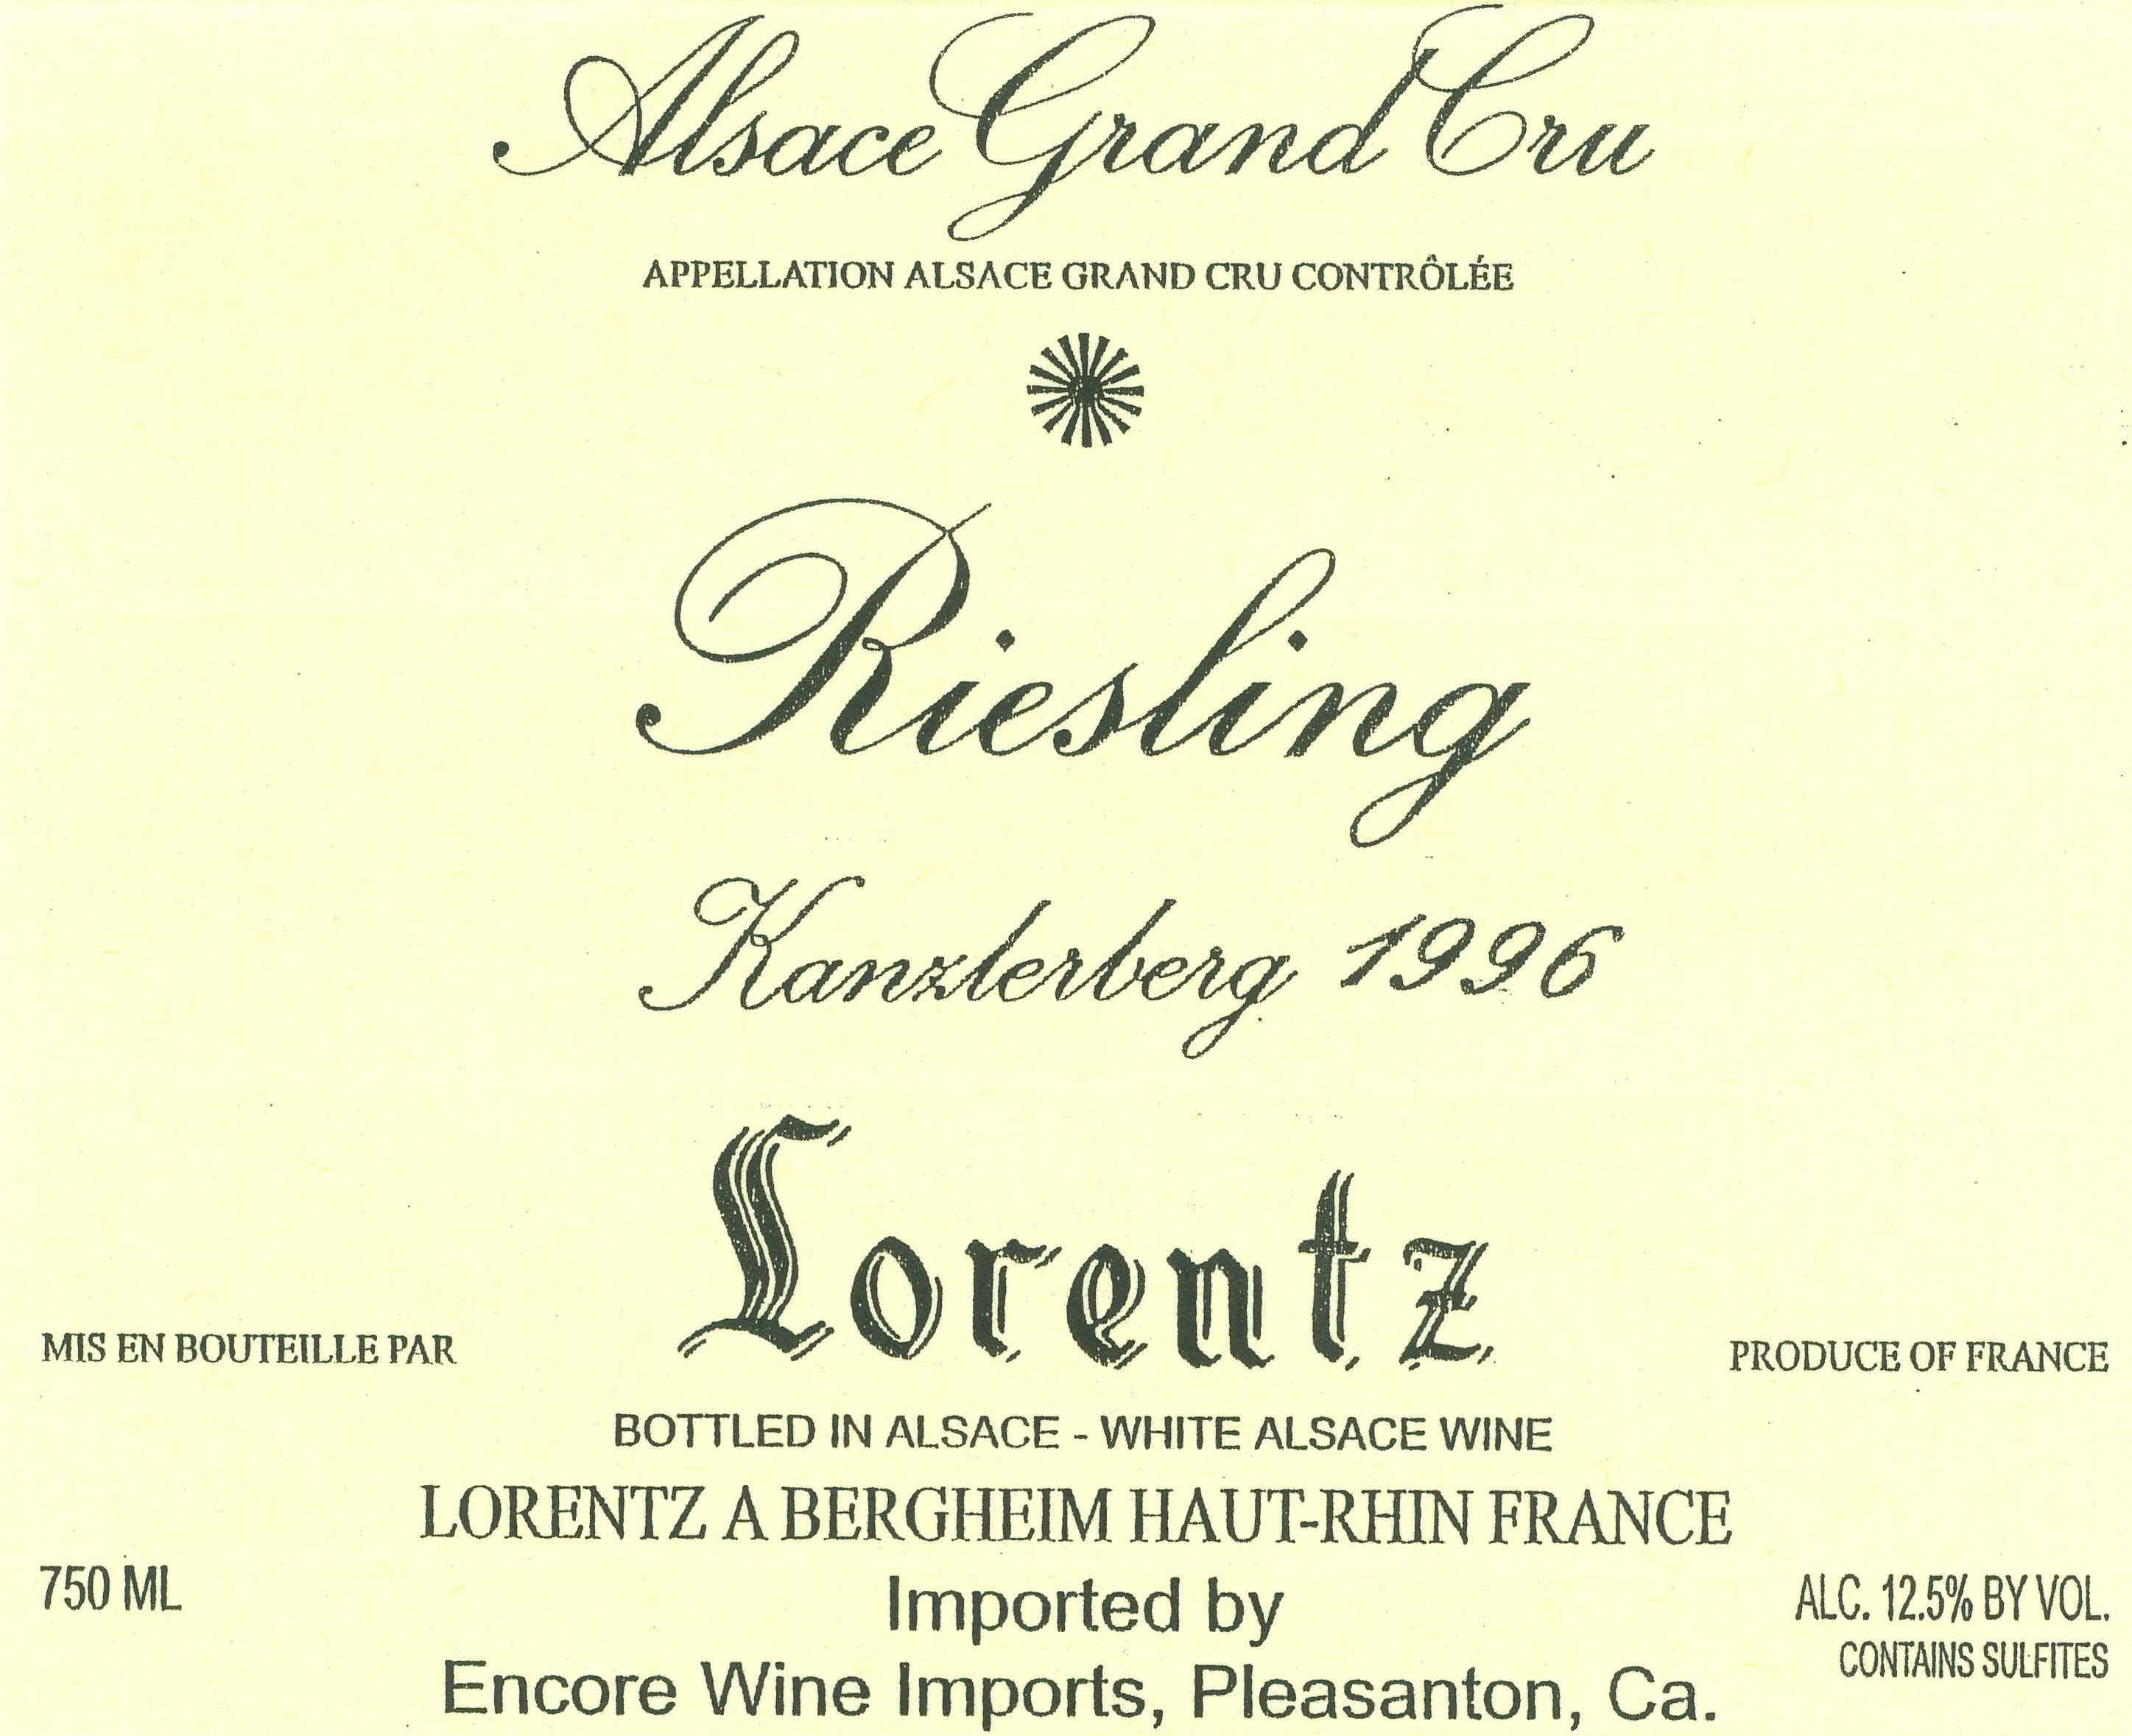 Alsace Grand Cru
APPELLATION ALSACE GRAND CRU CONTRÔLÉE
Riesling
Kanzlerberg 1996
Lorentz
MIS EN BOUTEILLE PAR
PRODUCE OF FRANCE
BOTTLED IN ALSACE - WHITE ALSACE WINE
LORENTZ A BERGHEIM HAUT-RHIN FRANCE
750 ML
Imported by
ALC. 12.5% BY VOL.
CONTAINS SULFITES
Encore Wine Imports, Pleasanton, Ca.